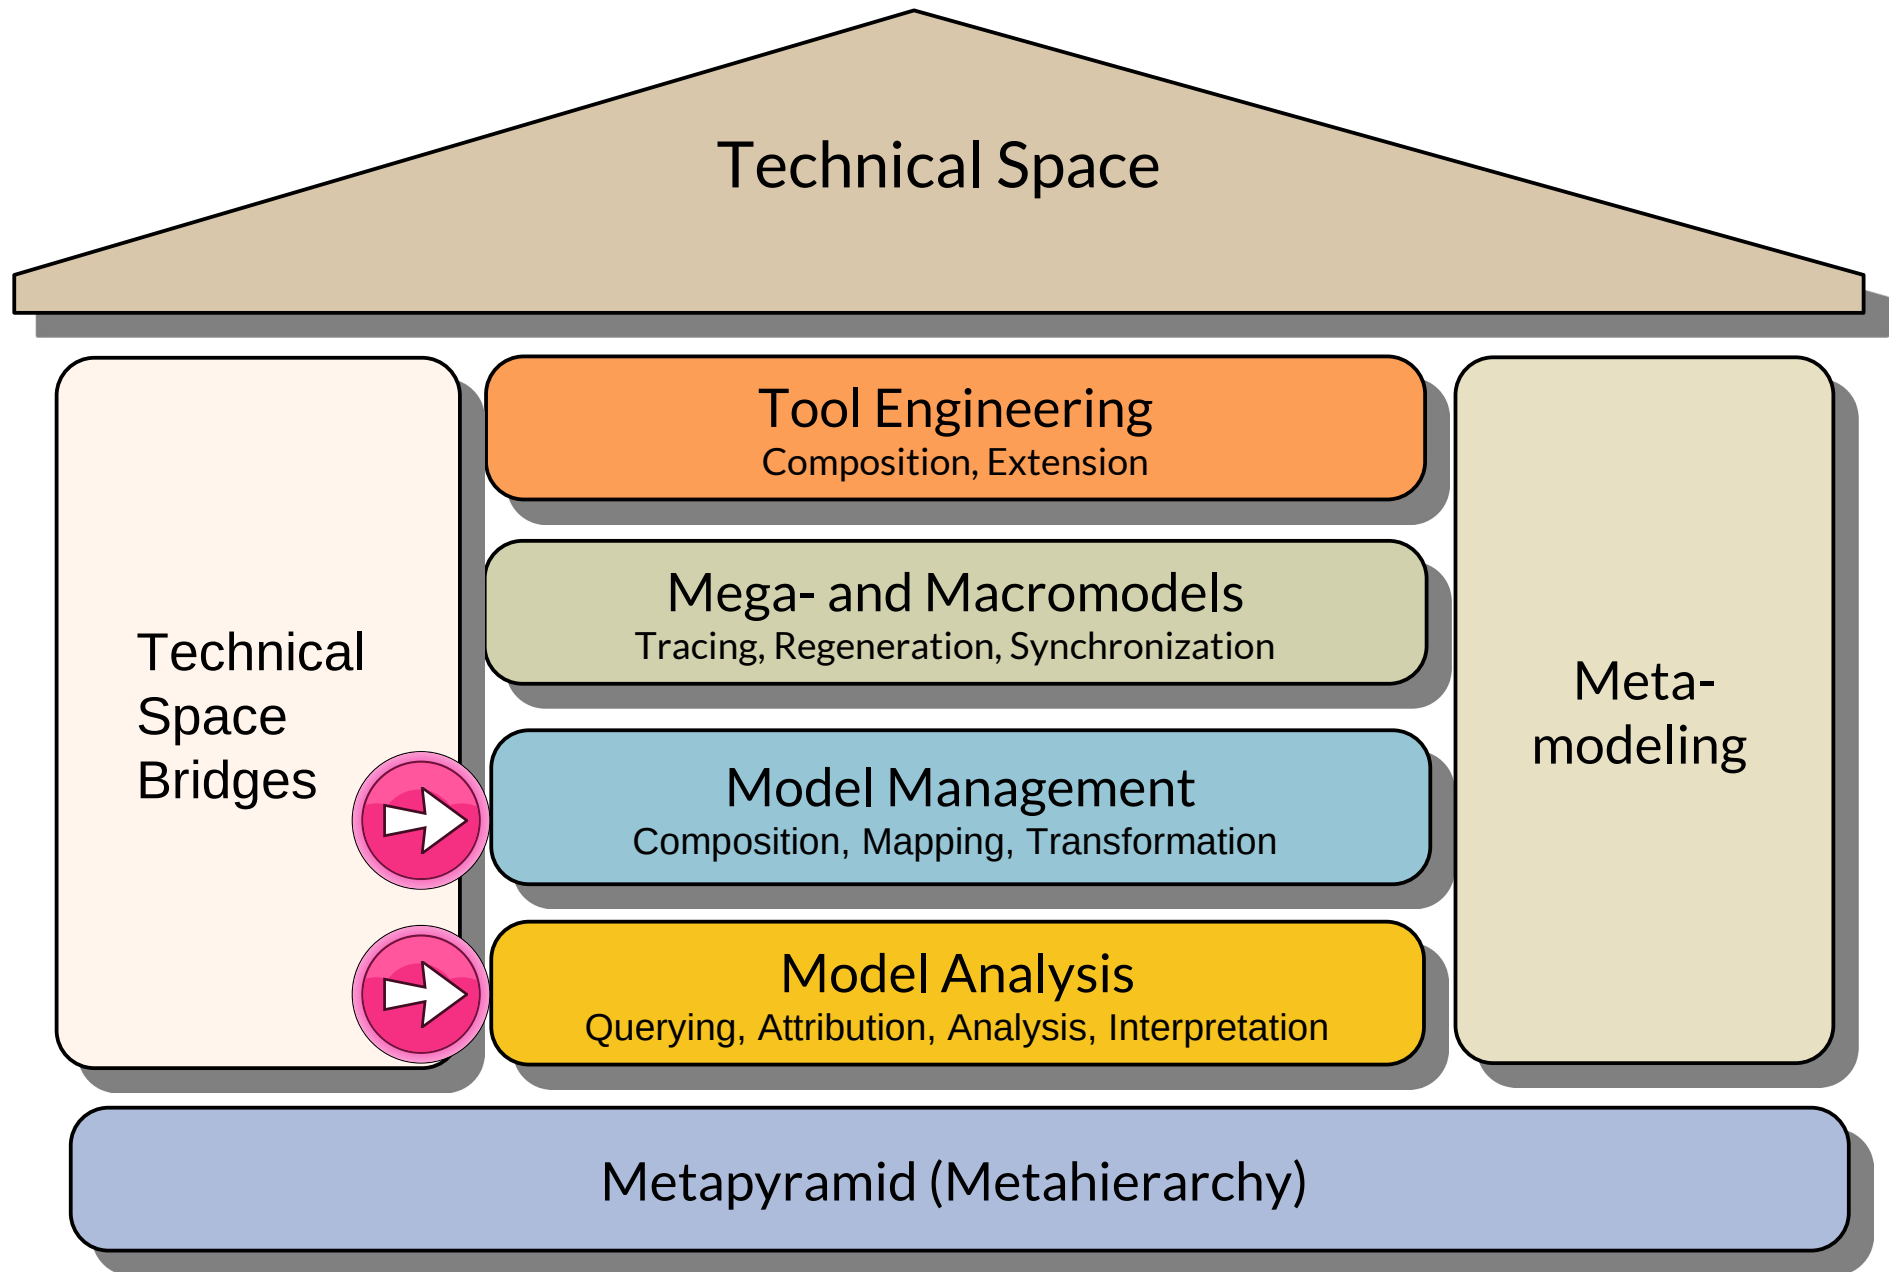 Technical Space
Tool Engineering
Composition, Extension
Mega- and Macromodels
Tracing, Regeneration, Synchronization
Technical
Space
Bridges
Model Management
Composition, Mapping, Transformation
Model Analysis
Querying, Attribution, Analysis, Interpretation
Meta-
modeling
Metapyramid (Metahierarchy)